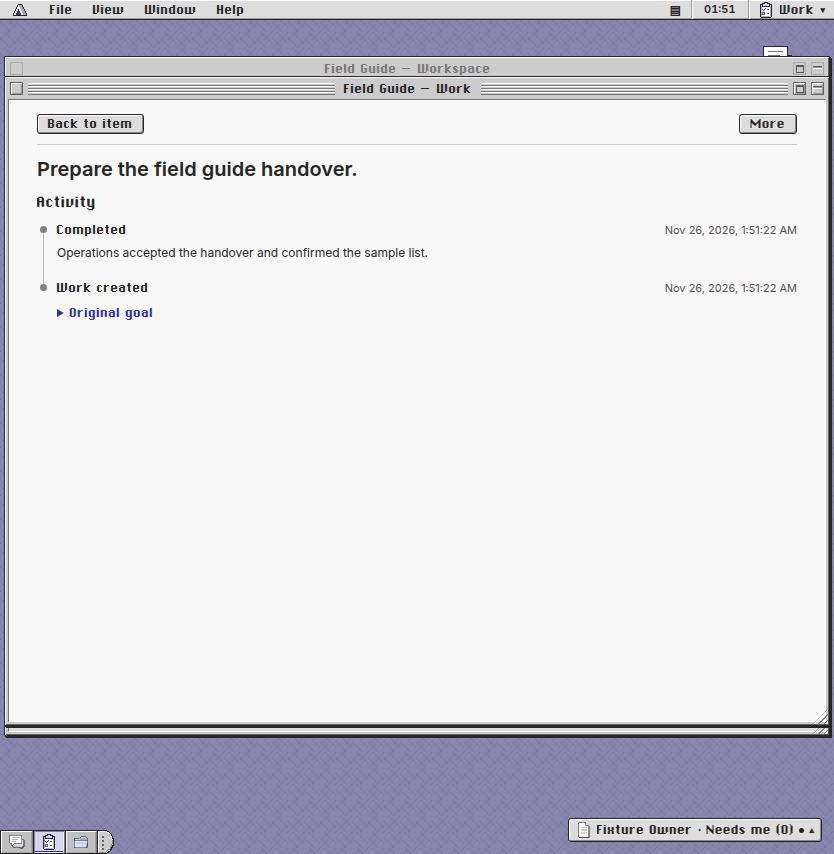 File View Window Help 01:51 Work
Field Guide — Workspace
Field Guide — Work
Back to item More
Prepare the field guide handover.
Activity
Completed Nov 26, 2026, 1:51:22 AM
Operations accepted the handover and confirmed the sample list.
Work created Nov 26, 2026, 1:51:22 AM
Original goal
Fixture Owner · Needs me (0)